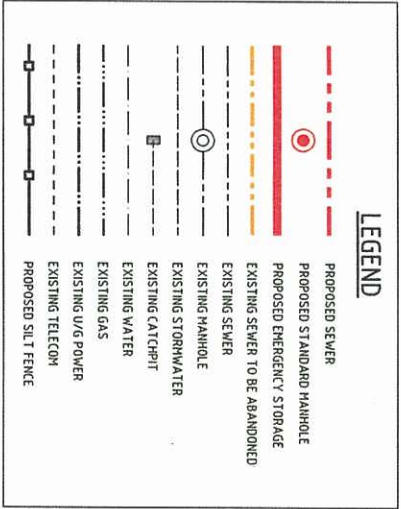 LEGEND
PROPOSED SEWER
PROPOSED STANDARD MANHOLE
PROPOSED EMERGENCY STORAGE
EXISTING SEWER TO BE ABANDONED
EXISTING SEWER
EXISTING MANHOLE
EXISTING STORMWATER
EXISTING CATCHPIT
EXISTING WATER
EXISTING GAS
EXISTING U/G POWER
EXISTING TELECOM
PROPOSED SILT FENCE